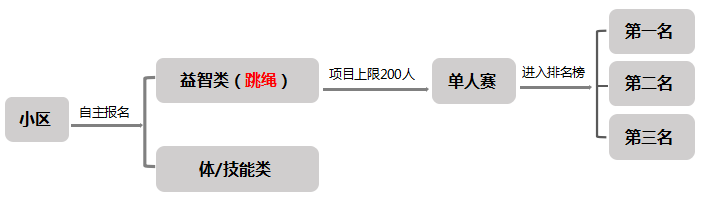 小区
自主报名
益智类（跳绳）
体/技能类
项目上限200人
单人赛
进入排名榜
第一名
第二名
第三名